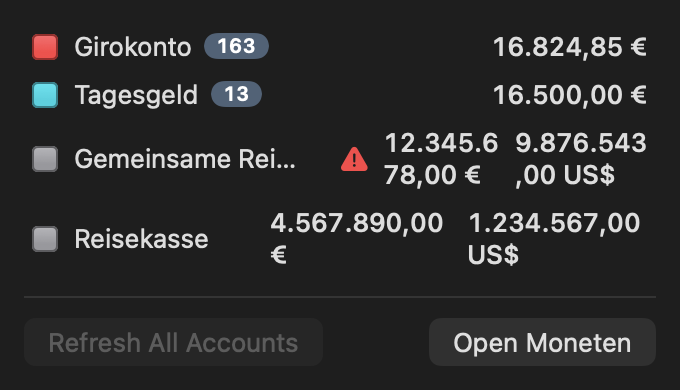 Girokonto 163 16.824,85 €
Tagesgeld 13 16.500,00 €
Gemeinsame Rei... 12.345.6 9.876.543
78,00 € ,00 US$
Reisekasse 4.567.890,00 1.234.567,00
€ US$
Refresh All Accounts Open Moneten